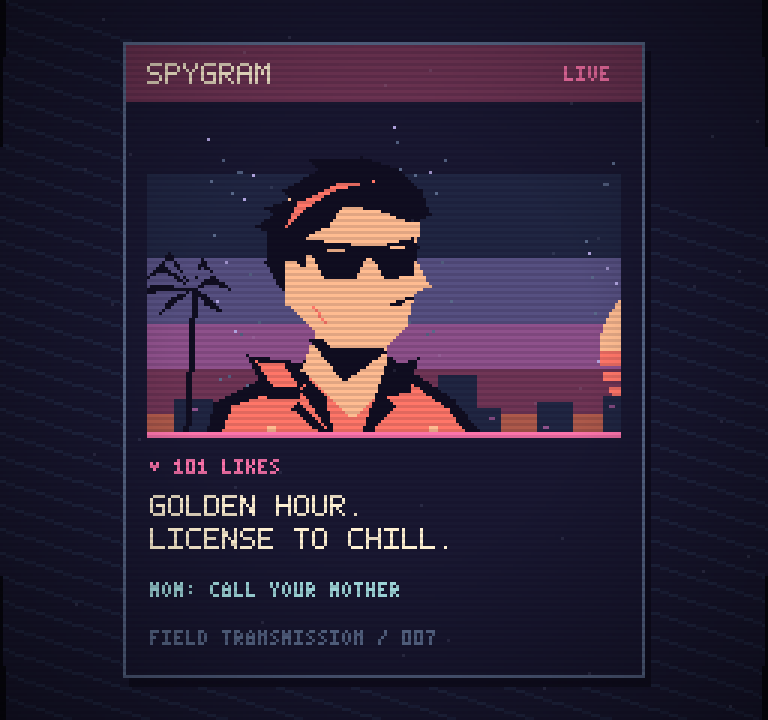 SPYGRAM
LIVE
♥ 101 LIKES
GOLDEN HOUR.
LICENSE TO CHILL.
MOM: CALL YOUR MOTHER
FIELD TRANSMISSION / 007